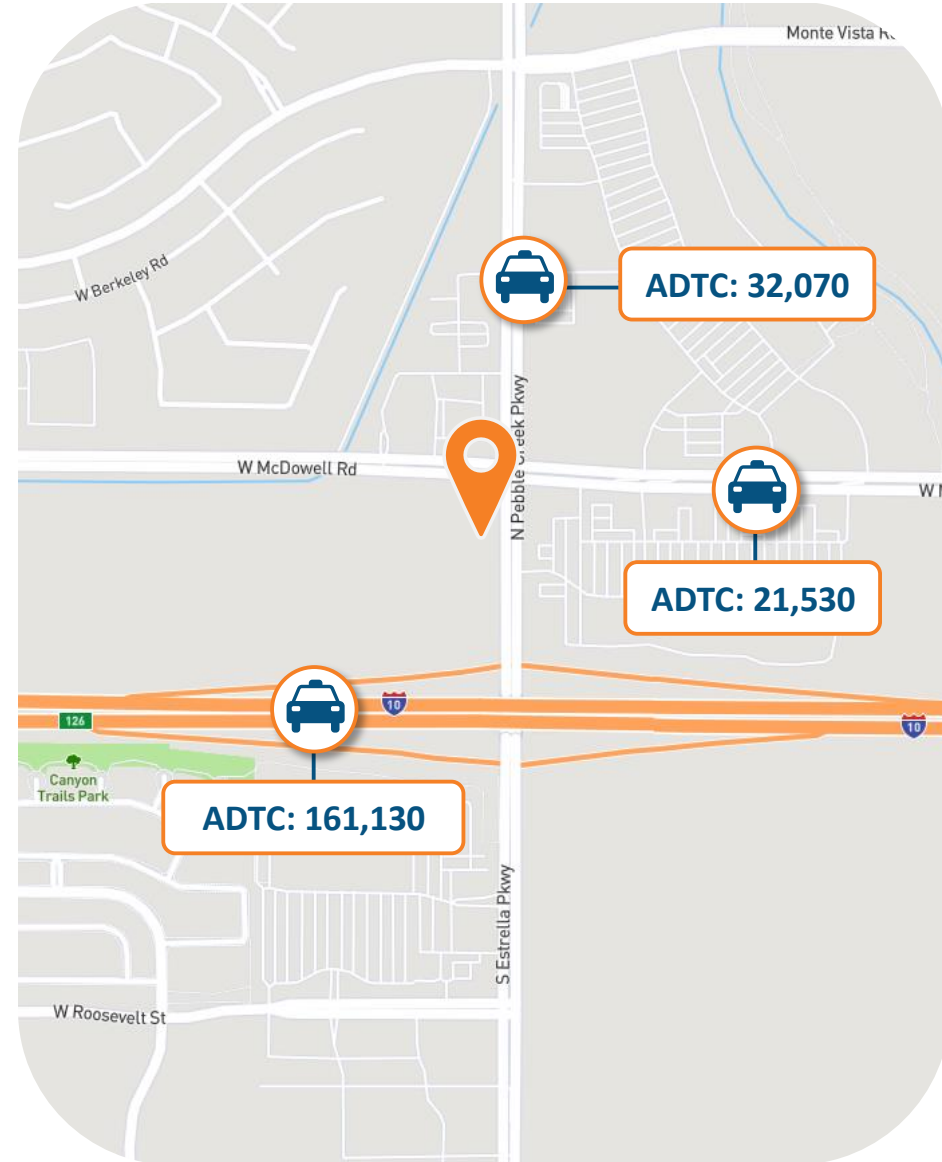 Monte Vista
W Berkeley Rd
ADTC: 32,070
N Pebble Creek Pkwy
W McDowell Rd
ADTC: 21,530
10
126
10
Canyon
Trails Park
ADTC: 161,130
S Estrella Pkwy
W Roosevelt St